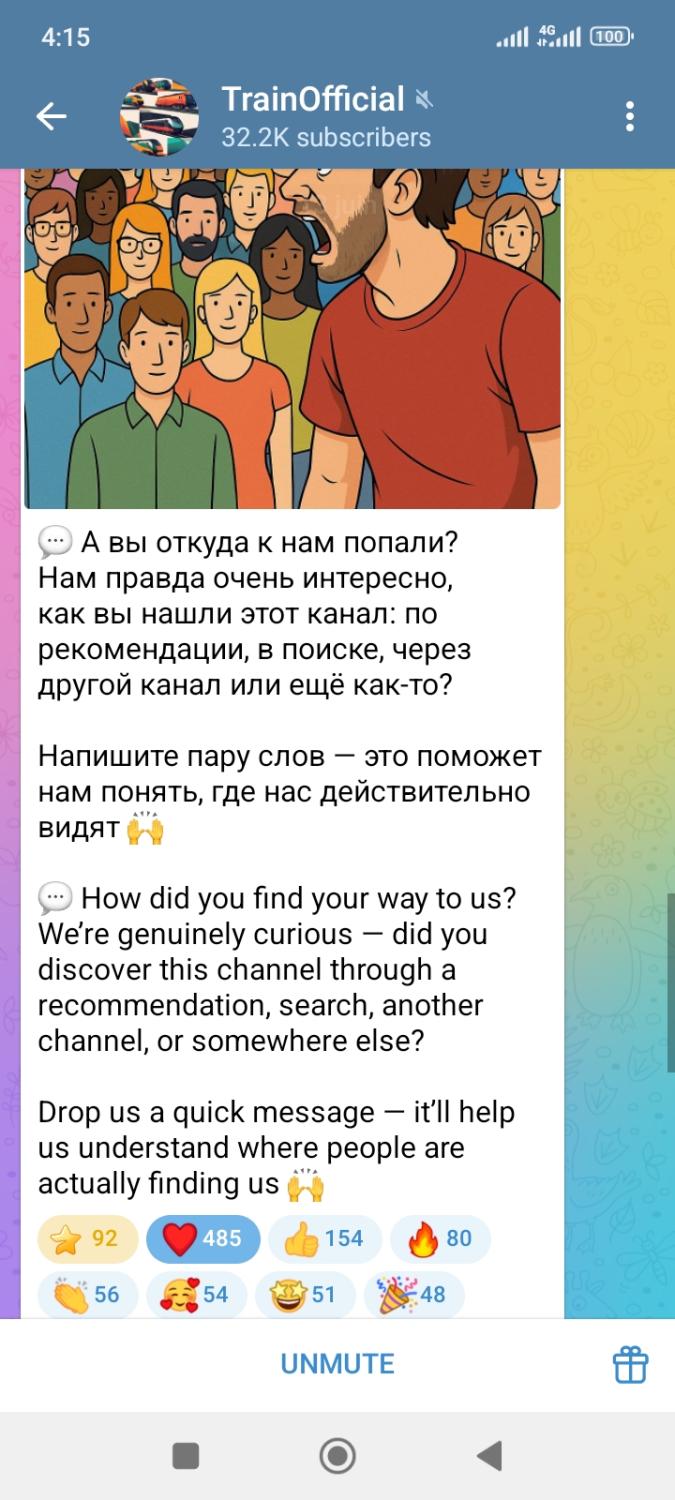 4:15
4G
100
TrainOfficial
32.2K subscribers
💬 А вы откуда к нам попали?
Нам правда очень интересно,
как вы нашли этот канал: по
рекомендации, в поиске, через
другой канал или ещё как-то?
Напишите пару слов — это поможет
нам понять, где нас действительно
видят 🙌
💬 How did you find your way to us?
We’re genuinely curious — did you
discover this channel through a
recommendation, search, another
channel, or somewhere else?
Drop us a quick message — it’ll help
us understand where people are
actually finding us 🙌
⭐ 92 ❤️ 485 👍 154 🔥 80
👏 56 🥰 54 🤩 51 🎉 48
UNMUTE